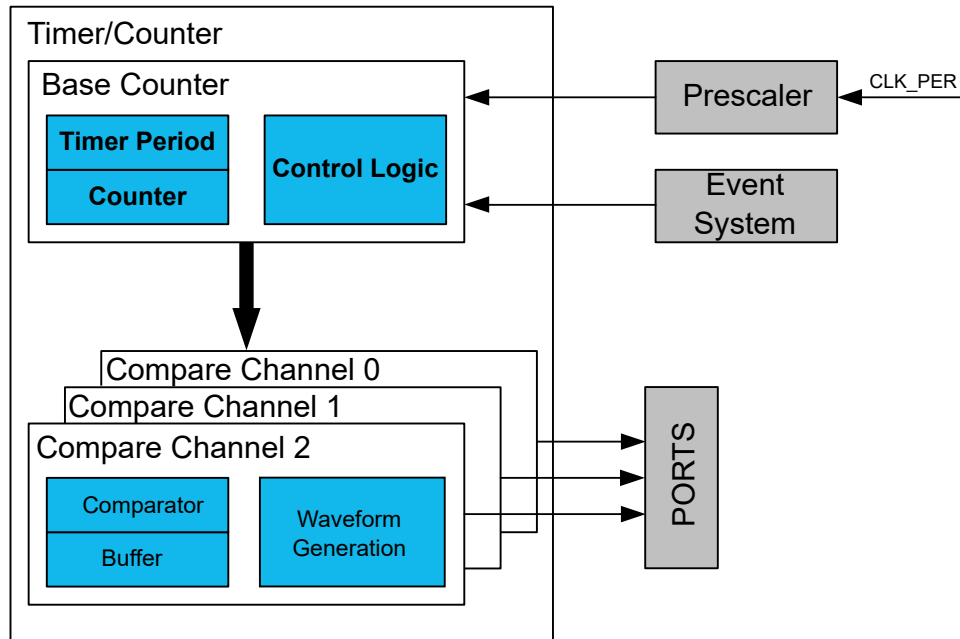 Timer/Counter
Base Counter
Timer Period
Counter
Control Logic
Prescaler
CLK_PER
Event
System
Compare Channel 0
Compare Channel 1
Compare Channel 2
Comparator
Buffer
Waveform
Generation
PORTS